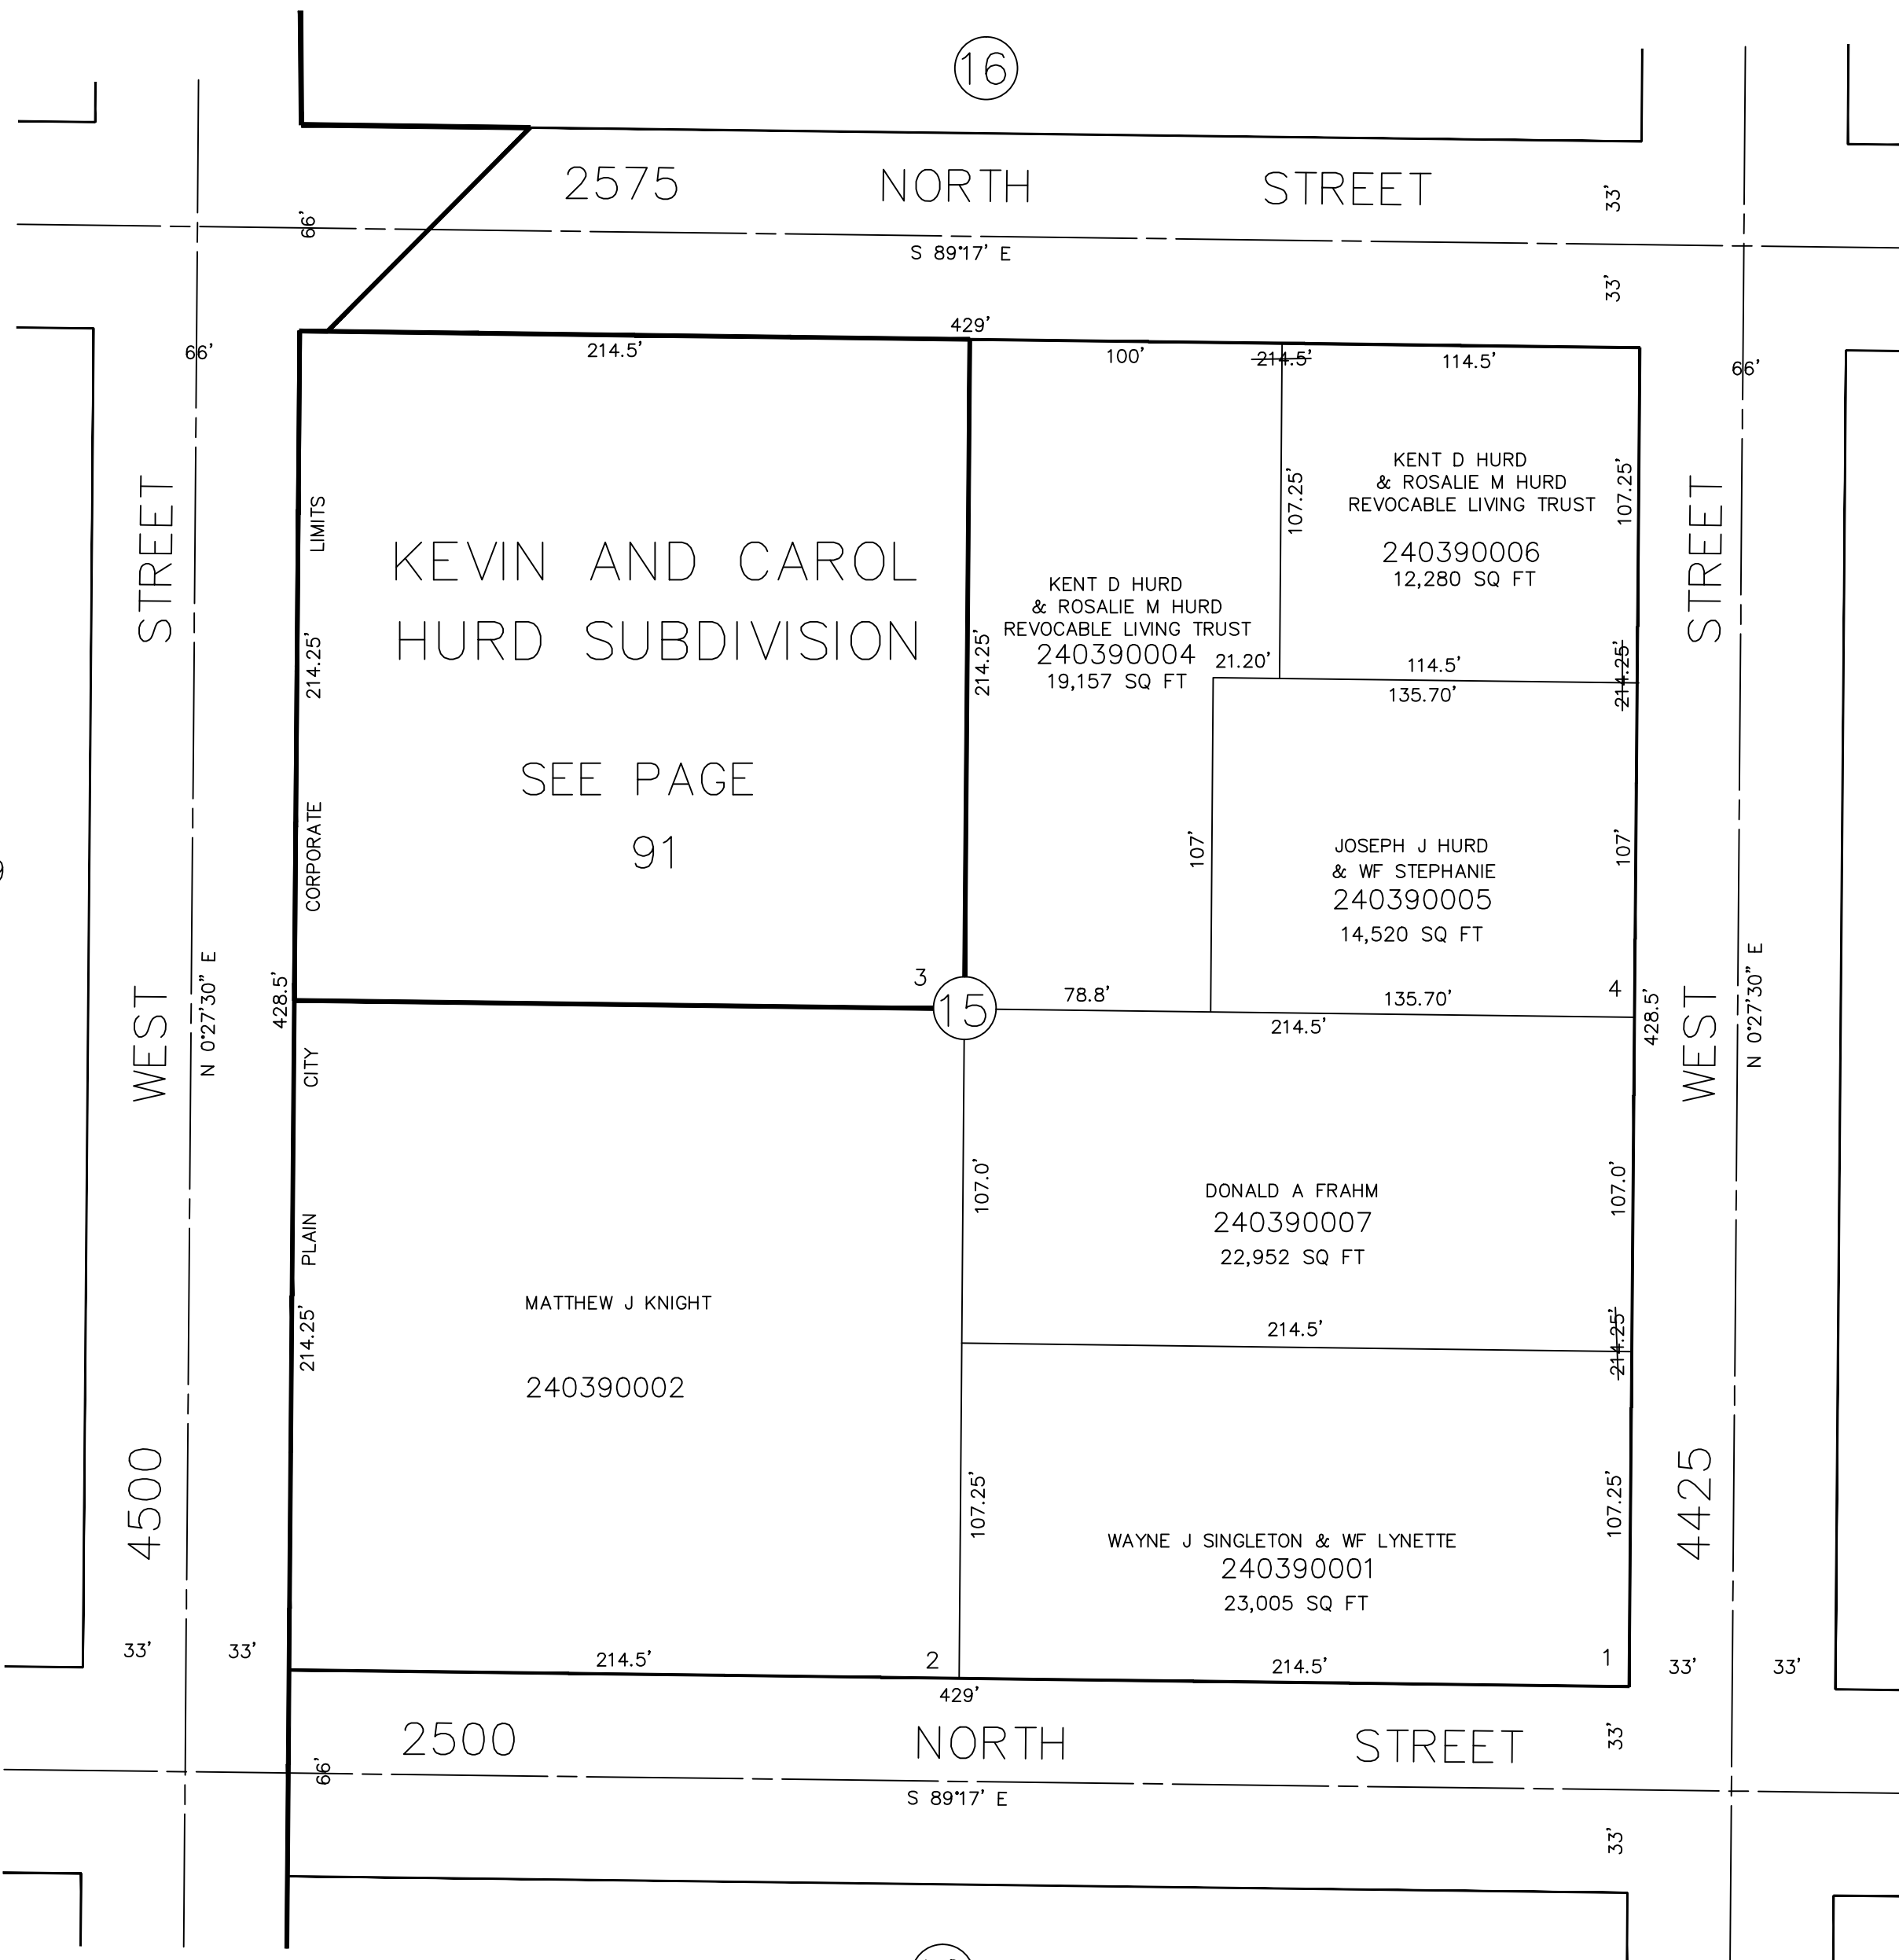 16
2575 NORTH STREET
33'
66'
S 89°17' E
33'
429'
66'
214.5'
100'
214.5'
114.5'
66'
STREET
LIMITS
KEVIN AND CAROL
HURD SUBDIVISION
SEE PAGE
91
214.25'
CORPORATE
214.25'
KENT D HURD
& ROSALIE M HURD
REVOCABLE LIVING TRUST
240390004
19,157 SQ FT
107.25'
KENT D HURD
& ROSALIE M HURD
REVOCABLE LIVING TRUST
240390006
12,280 SQ FT
107.25'
STREET
21.20'
114.5'
135.70'
214.25'
107'
JOSEPH J HURD
& WF STEPHANIE
240390005
14,520 SQ FT
107'
WEST
N 0°27'30" E
428.5'
3
15
78.8'
135.70'
4
214.5'
428.5'
WEST
N 0°27'30" E
CITY
PLAIN
107.0'
DONALD A FRAHM
240390007
22,952 SQ FT
107.0'
214.25'
MATTHEW J KNIGHT
240390002
214.5'
214.25'
4500
107.25'
WAYNE J SINGLETON & WF LYNETTE
240390001
23,005 SQ FT
107.25'
4425
33'
33'
214.5'
2
214.5'
1
33'
33'
429'
2500 NORTH STREET
33'
66'
S 89°17' E
33'